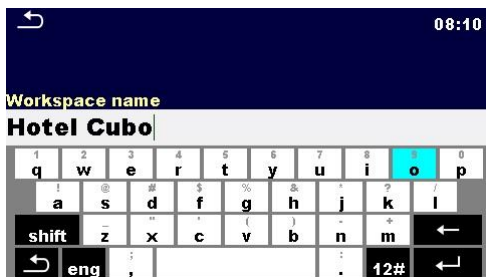 08:10
Workspace name
Hotel Cubo
1 2 3 4 5 6 7 8 9 0
q w e r t y u i o p
! @ # $ % & * ? /
a s d f g h j k l
" ' ( ) - +
shift z x c v b n m
; :
eng , . 12#